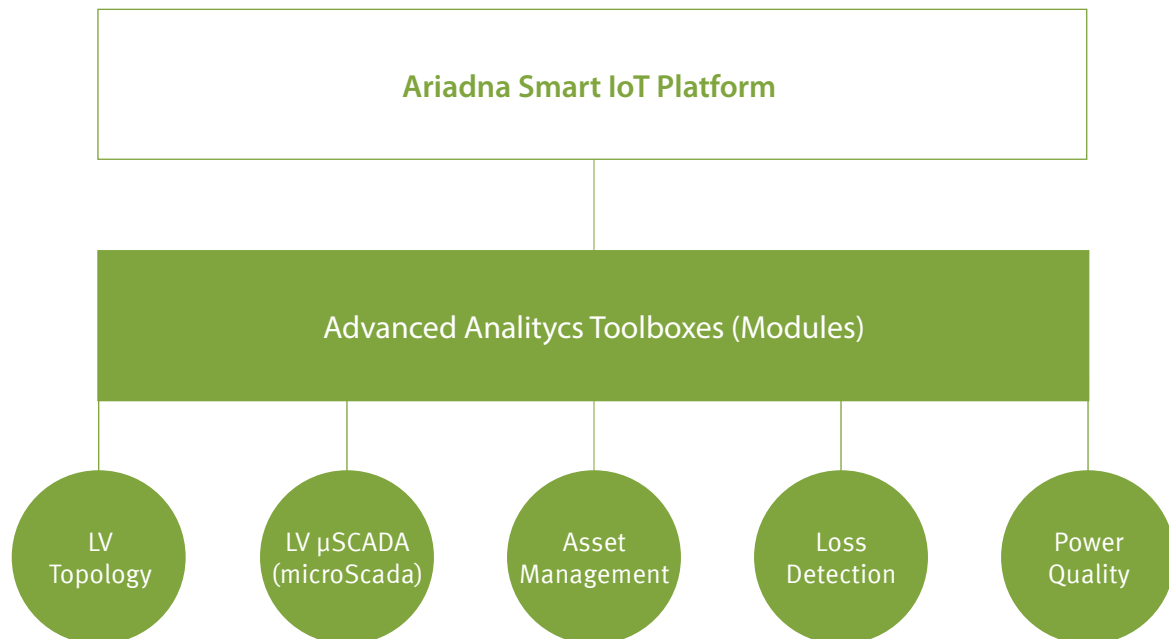 Ariadna Smart IoT Platform
Advanced Analitycs Toolboxes (Modules)
LV
Topology
LV µSCADA
(microScada)
Asset
Management
Loss
Detection
Power
Quality